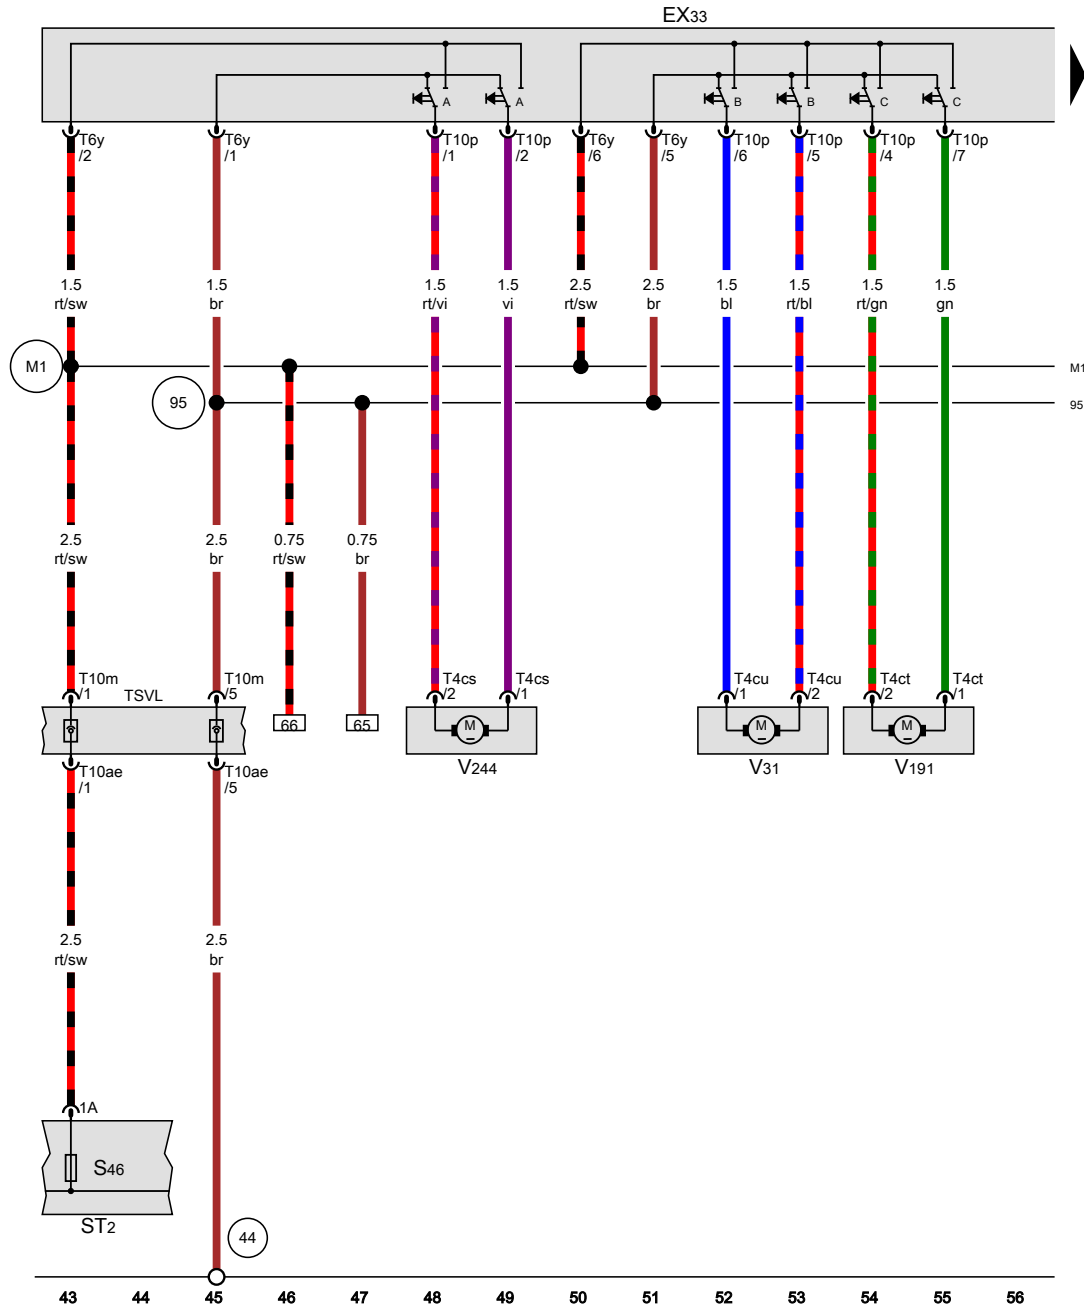 EX33
A A B B C C
T6y T6y T10p T10p T6y T6y T10p T10p T10p T10p
/2 /1 /1 /2 /6 /5 /6 /5 /4 /7
1.5 1.5 1.5 1.5 2.5 2.5 1.5 1.5 1.5 1.5
rt/sw br rt/vi vi rt/sw br bl rt/bl rt/gn gn
M1 M1
95 95
2.5 2.5 0.75 0.75
rt/sw br rt/sw br
T10m T10m T4cs T4cs T4cu T4cu T4ct T4ct
/1 TSVL /5 /2 /1 /1 /2 /2 /1
66 65 M M M
T10ae T10ae V244 V31 V191
/1 /5
2.5 2.5
rt/sw br
1A
S46
ST2
44
43 44 45 46 47 48 49 50 51 52 53 54 55 56